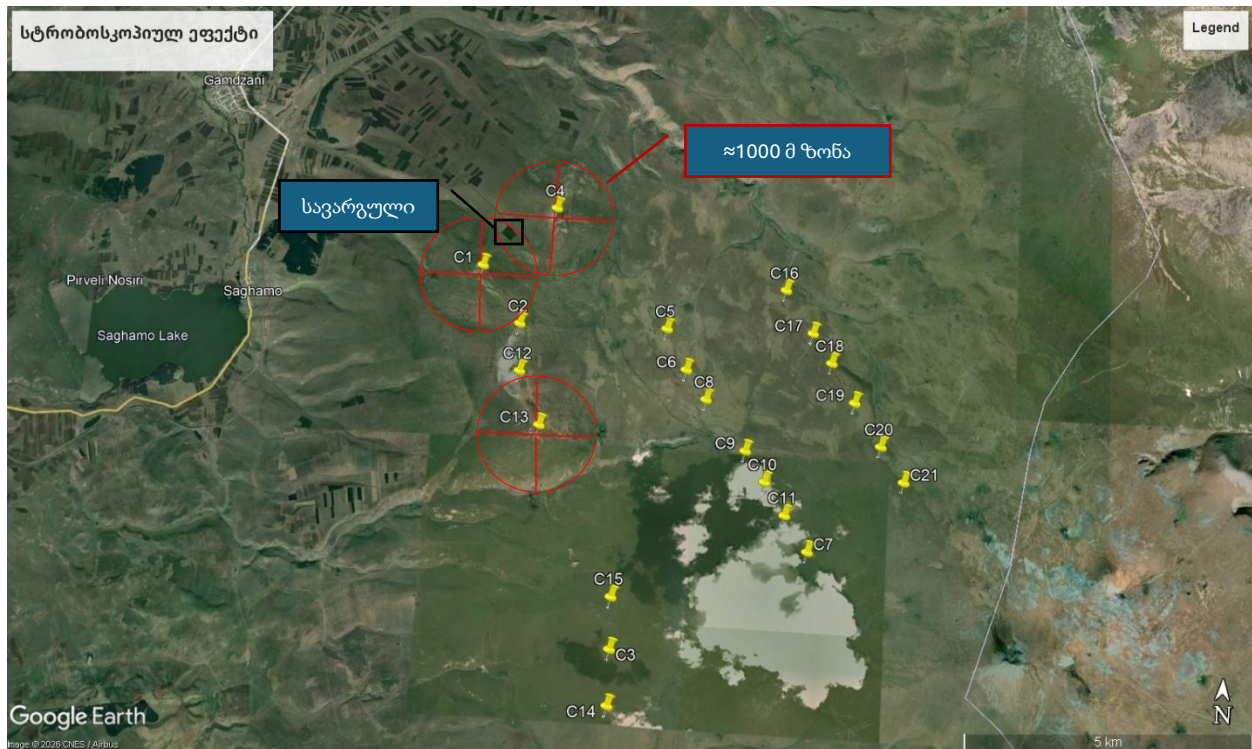 სტრობოსკოპიულ ეფექტი
Legend
Gamdzani
≈1000 მ ზონა
C4
სავარგული
C1
C16
Pirveli Nosiri
Saghamo
C2
C5
C17
Saghamo Lake
C18
C12
C6
C8
C19
C13
C20
C9
C10
C21
C11
C7
C15
C3
C14
Google Earth
N
Image © 2026 CNES / Airbus
5 km